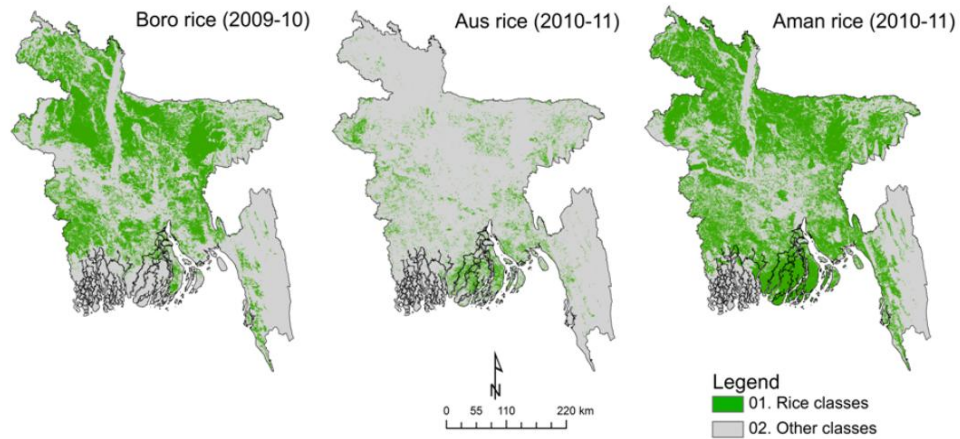 Boro rice (2009-10)
Aus rice (2010-11)
Aman rice (2010-11)
N
0 55 110 220 km
Legend
01. Rice classes
02. Other classes